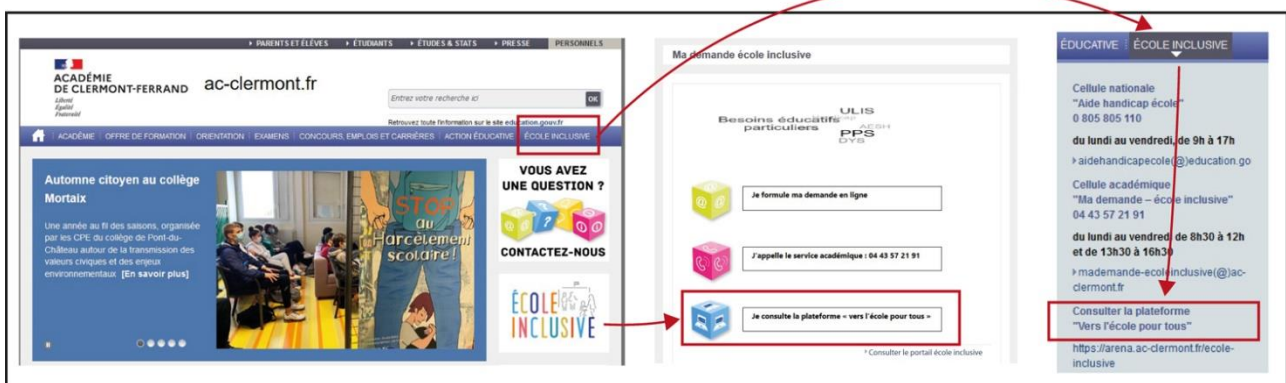 PARENTS ET ÉLÈVES ÉTUDIANTS ÉTUDES & STATS PRESSE PERSONNELS
ACADÉMIE
DE CLERMONT-FERRAND
Liberté
Égalité
Fraternité
ac-clermont.fr
Entrez votre recherche ici OK
Retrouvez toute l'information sur le site education.gouv.fr
ACADÉMIE OFFRE DE FORMATION ORIENTATION EXAMENS CONCOURS, EMPLOIS ET CARRIÈRES ACTION ÉDUCATIVE ÉCOLE INCLUSIVE
Automne citoyen au collège
Mortaix
Une année au fil des saisons, organisée
par les CPE du collège de Pont-du-
Château autour de la transmission des
valeurs civiques et des enjeux
environnementaux [En savoir plus]
STOP
au
Harcèlement
scolaire!
VOUS AVEZ
UNE QUESTION ?
CONTACTEZ-NOUS
ÉCOLE
INCLUSIVE
Ma demande école inclusive
ULIS
Besoins éducatifs
particuliers
AESH
PPS
DYS
Je formule ma demande en ligne
J'appelle le service académique : 04 43 57 21 91
Je consulte la plateforme « vers l'école pour tous »
Consulter le portail école inclusive
ÉDUCATIVE ÉCOLE INCLUSIVE
Cellule nationale
"Aide handicap école"
0 805 805 110
du lundi au vendredi, de 9h à 17h
aidehandicapecole(@)education.go
Cellule académique
"Ma demande – école inclusive"
04 43 57 21 91
du lundi au vendredi de 8h30 à 12h
et de 13h30 à 16h30
mademande-ecoleinclusive(@)ac-
clermont.fr
Consulter la plateforme
"Vers l'école pour tous"
https://arena.ac-clermont.fr/ecole-
inclusive